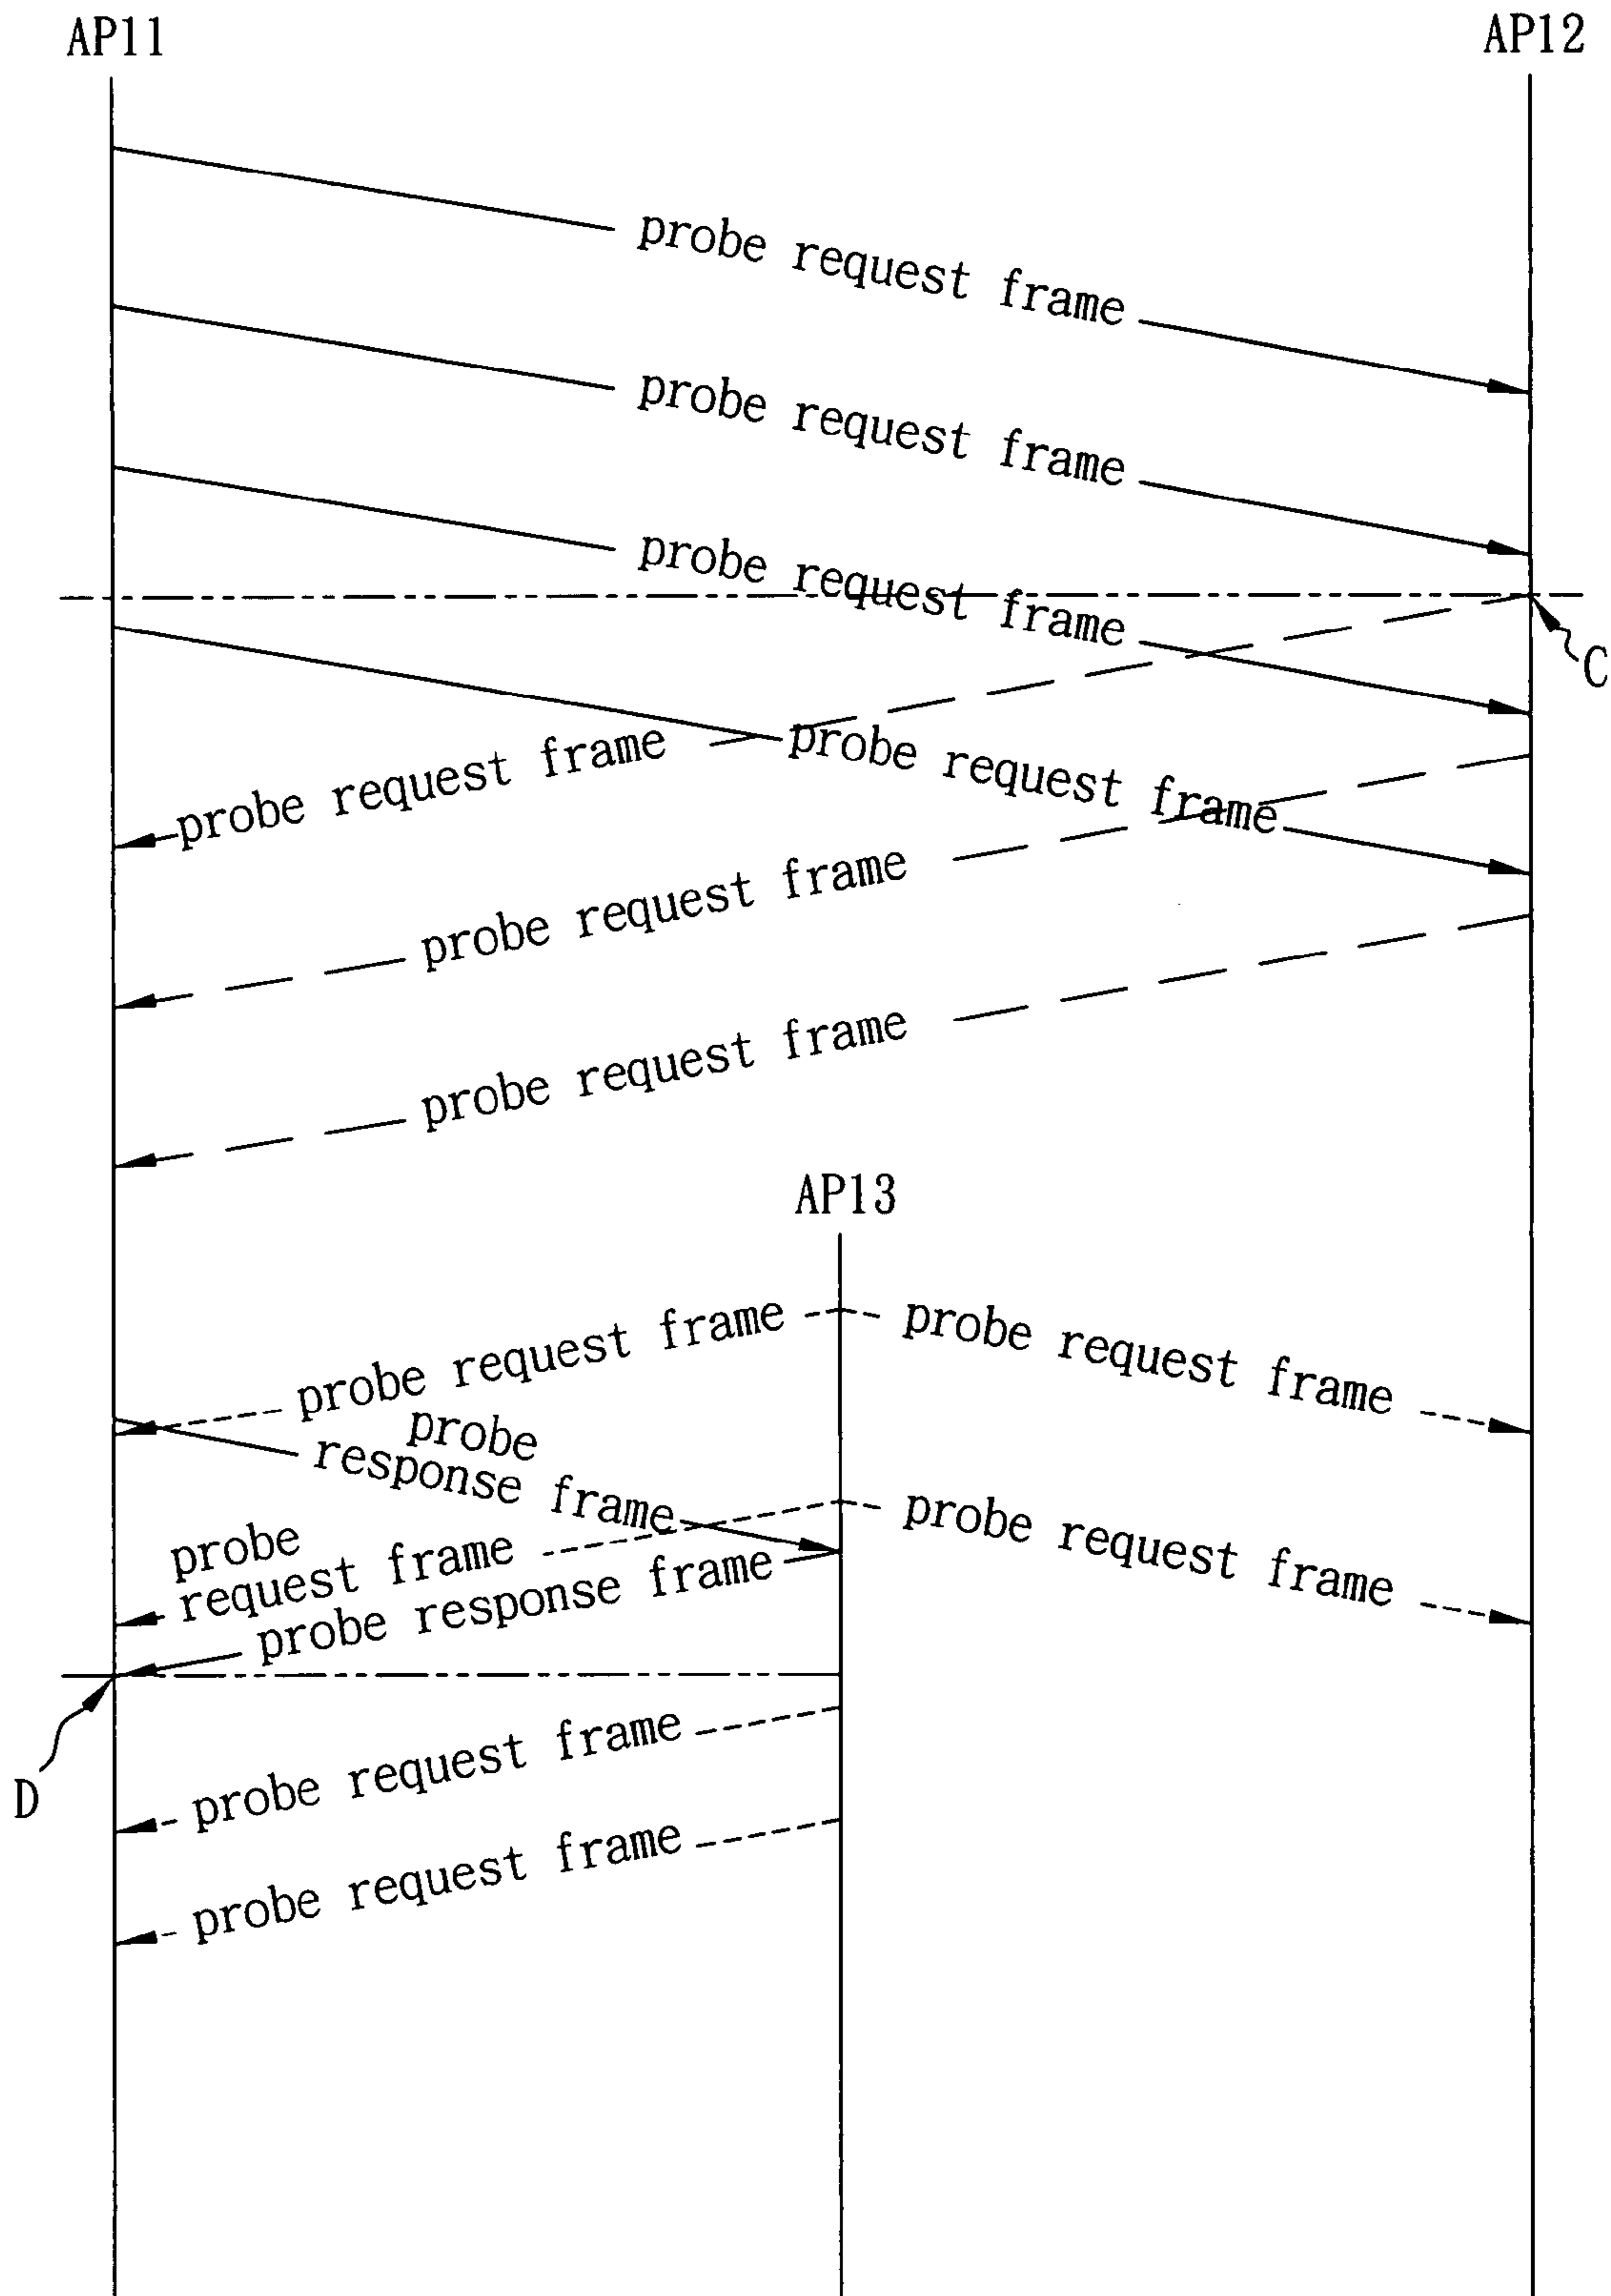 AP11
AP12
probe request frame
probe request frame
probe request frame
C
probe request frame
probe request frame
probe request frame
probe request frame
AP13
probe request frame
probe request frame
probe
response frame
probe request frame
probe
request frame
probe response frame
D
probe request frame
probe request frame